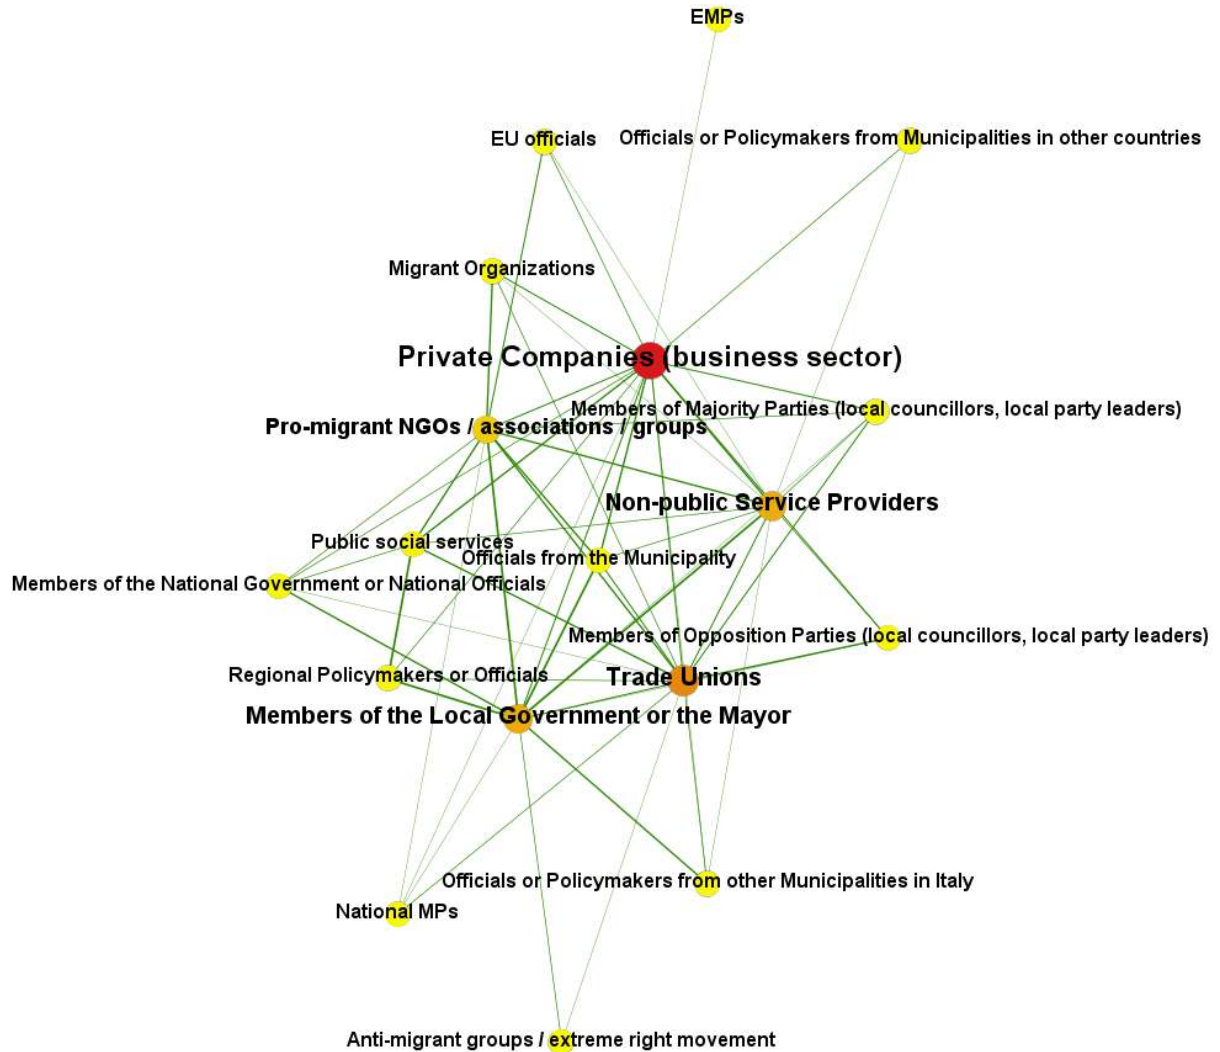 EMPs
EU officials
Officials or Policymakers from Municipalities in other countries
Migrant Organizations
Private Companies (business sector)
Members of Majority Parties (local councillors, local party leaders)
Pro-migrant NGOs / associations / groups
Non-public Service Providers
Public social services
Officials from the Municipality
Members of the National Government or National Officials
Members of Opposition Parties (local councillors, local party leaders)
Regional Policymakers or Officials
Trade Unions
Members of the Local Government or the Mayor
Officials or Policymakers from other Municipalities in Italy
National MPs
Anti-migrant groups / extreme right movement